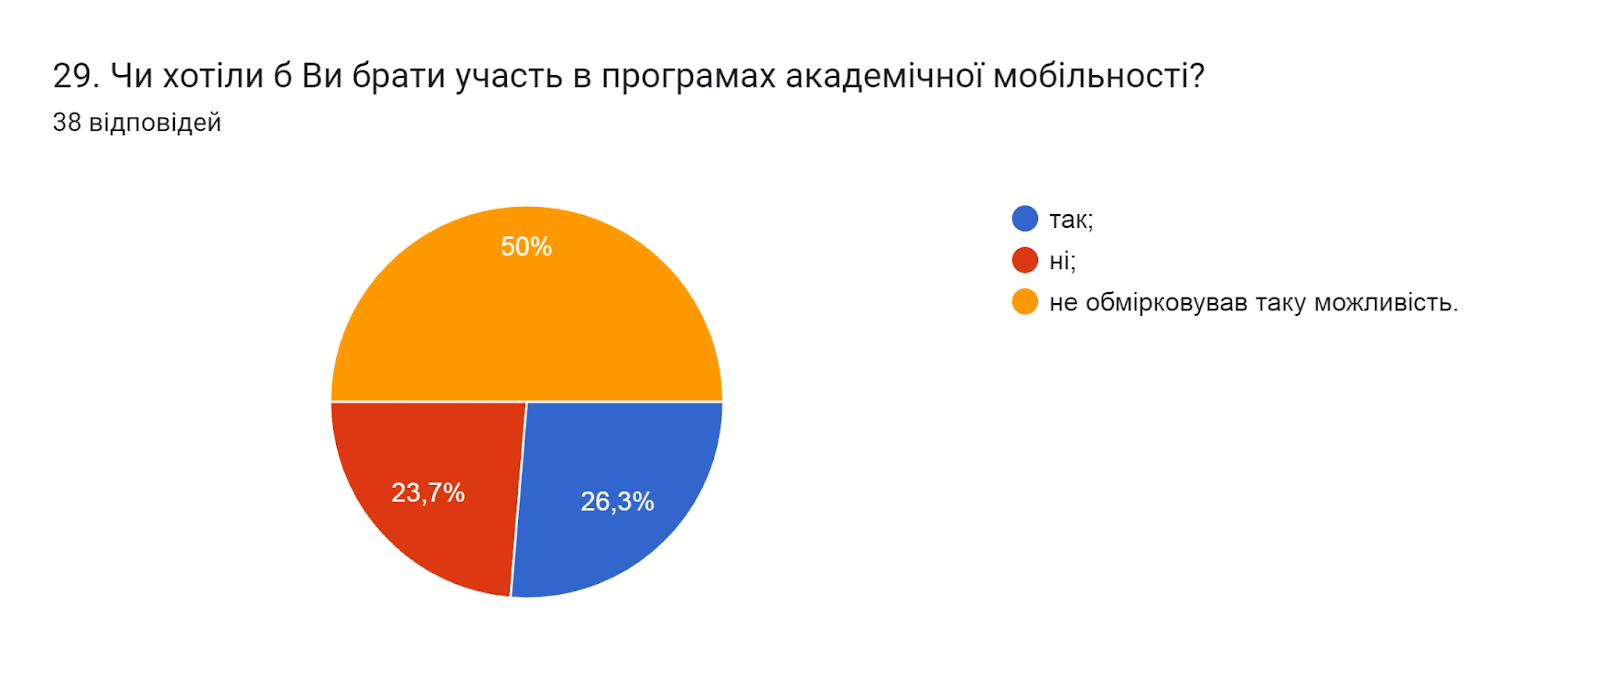 29. Чи хотіли б Ви брати участь в програмах академічної мобільності?
38 відповідей
50%
23,7%
26,3%
так;
ні;
не обмірковував таку можливість.